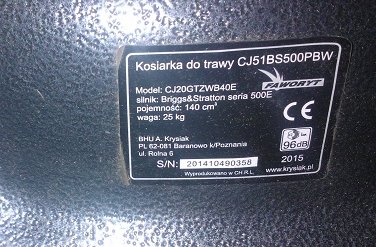 Kosiarka do trawy CJ51BS500PBW
Model: CJ20GTZWB40E
silnik: Briggs&Stratton seria 500E
pojemność: 140 cm³
waga: 25 kg
FAWORYT
BHU A. Krysiak
PL 62-081 Baranowo k/Poznania
ul. Rolna 6
96dB
S/N: 201410490358
2015
Wyprodukowano w CH.R.L.
www.krysiak.pl